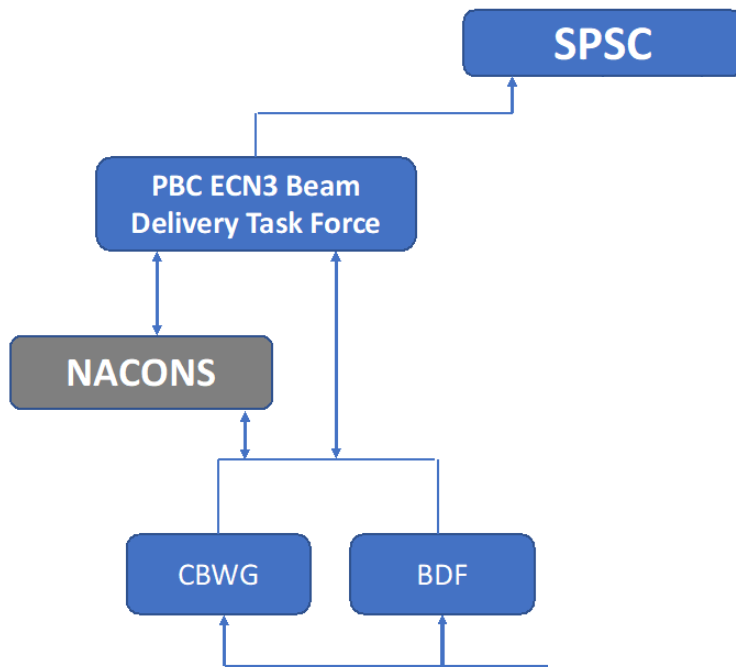 SPSC
PBC ECN3 Beam
Delivery Task Force
NACONS
CBWG
BDF